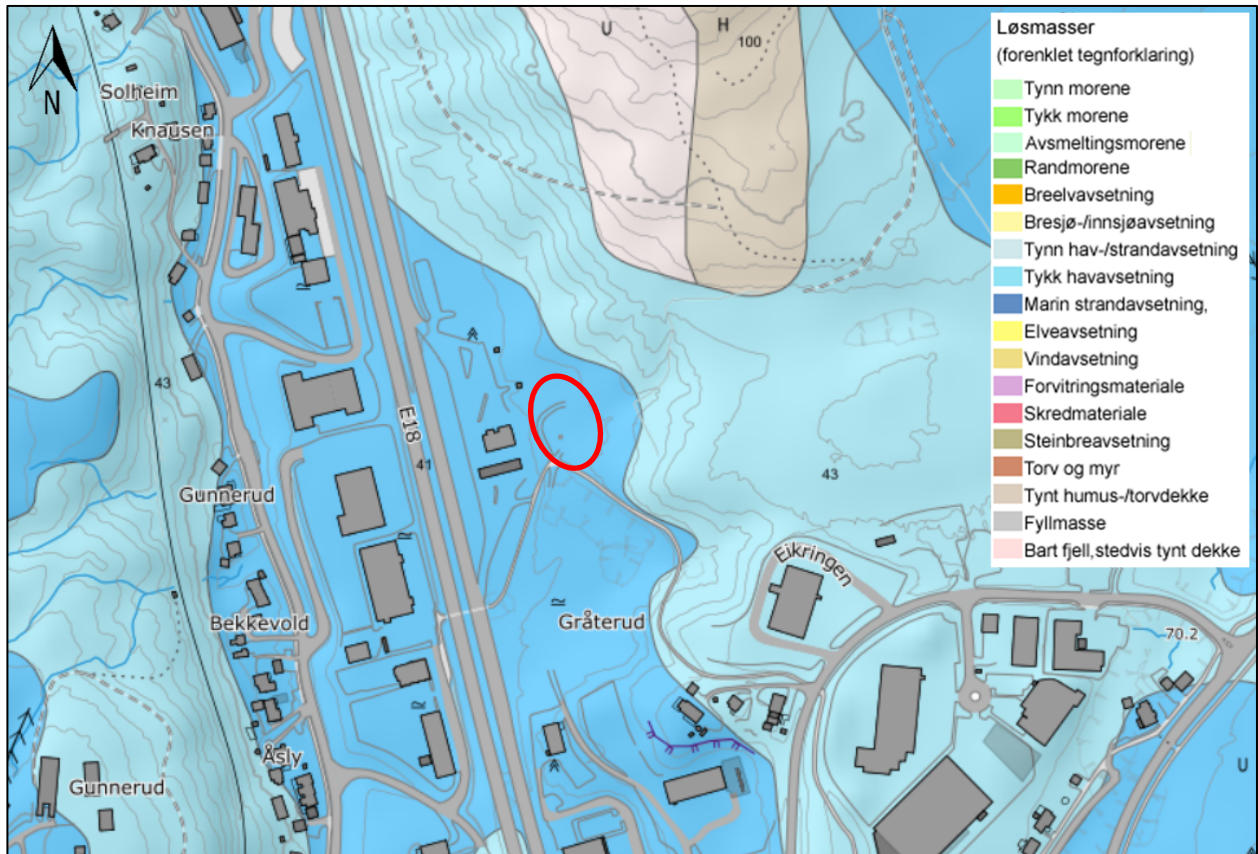 N
Solheim
Knausen
U
H
100
43
E18
41
Gunnerud
Bekkevold
Åsly
Gunnerud
Gråterud
Eikringen
43
70.2
U
Løsmasser
(forenklet tegnforklaring)
Tynn morene
Tykk morene
Avsmeltingsmorene
Randmorene
Breelvavsetning
Bresjø-/innsjøavsetning
Tynn hav-/strandavsetning
Tykk havavsetning
Marin strandavsetning,
Elveavsetning
Vindavsetning
Forvitringsmateriale
Skredmateriale
Steinbreavsetning
Torv og myr
Tynt humus-/torvdekke
Fyllmasse
Bart fjell,stedvis tynt dekke